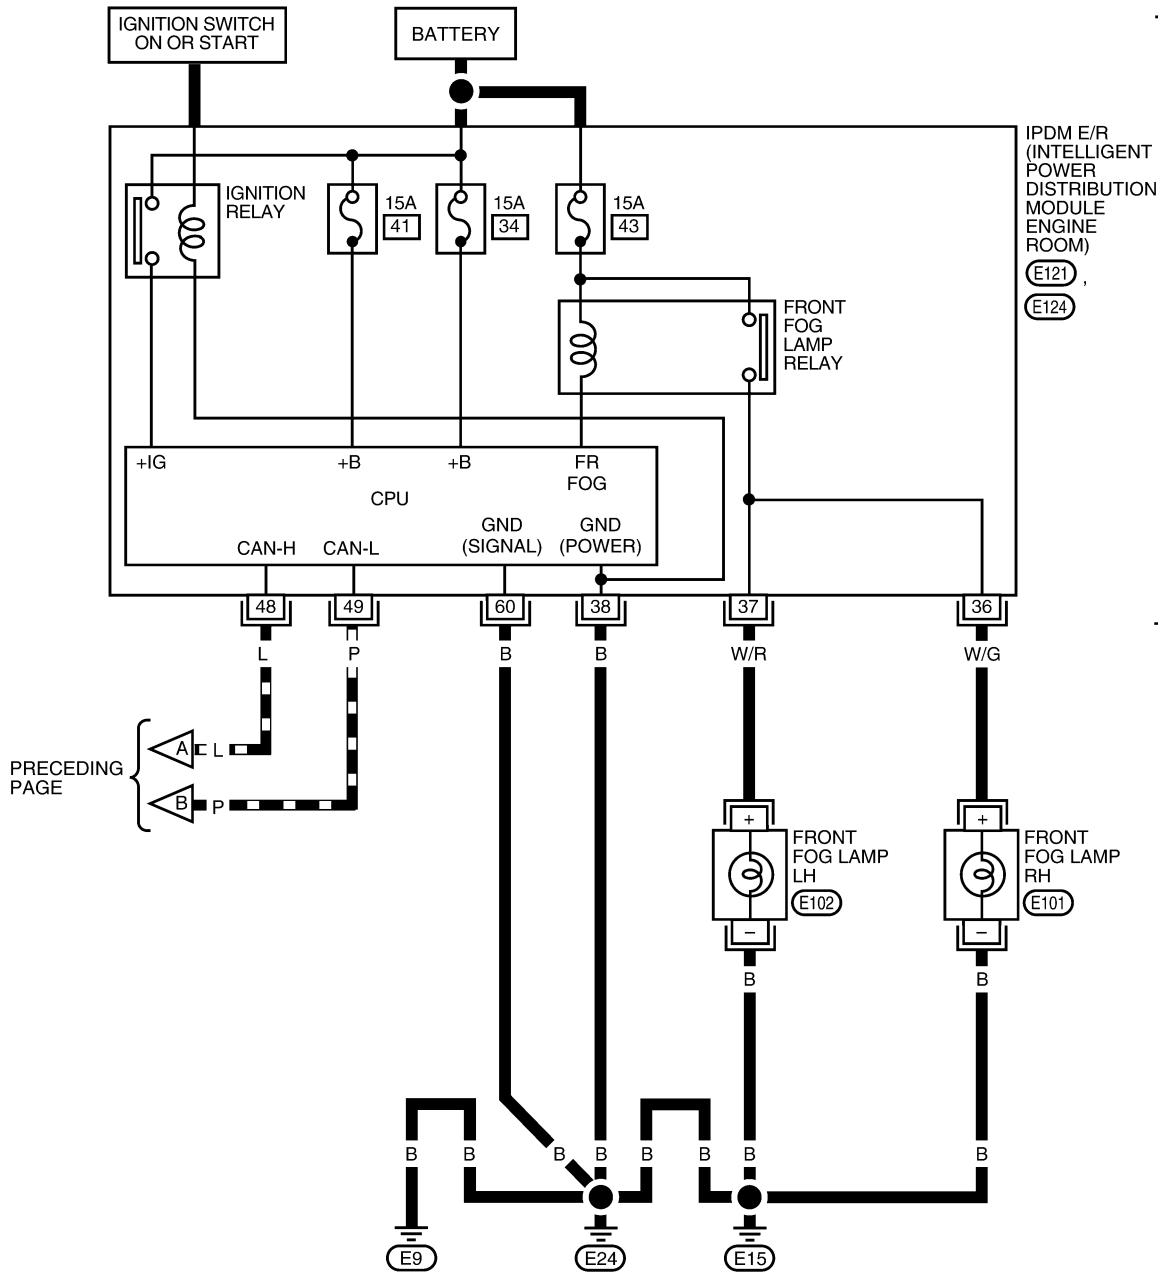 IGNITION SWITCH
ON OR START
BATTERY
IPDM E/R
(INTELLIGENT
POWER
DISTRIBUTION
MODULE
ENGINE
ROOM)
E121 ,
E124
IGNITION
RELAY
15A
41
15A
34
15A
43
FRONT
FOG
LAMP
RELAY
+IG
+B
+B
FR
FOG
CPU
CAN-H
CAN-L
GND
(SIGNAL)
GND
(POWER)
48
49
60
38
37
36
L
P
B
B
W/R
W/G
PRECEDING
PAGE
A
L
B
P
+
+
FRONT
FOG LAMP
LH
E102
FRONT
FOG LAMP
RH
E101
–
–
B
B
B
B
B
B
B
B
B
B
E9
E24
E15